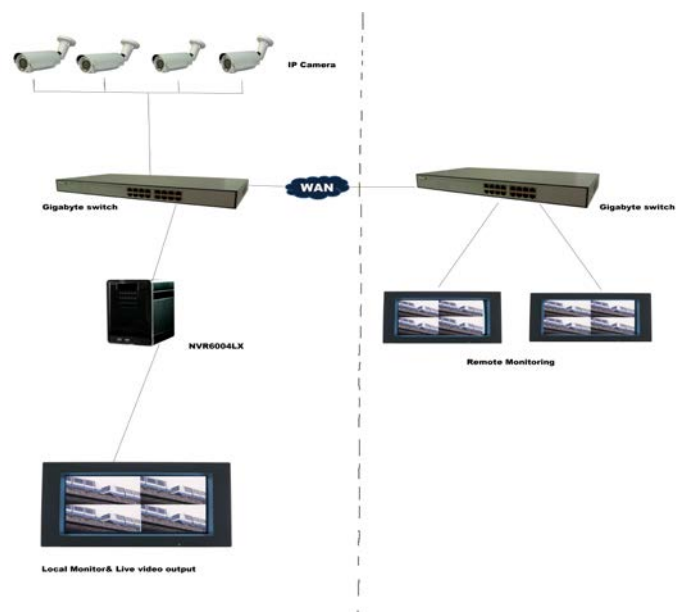 IP Camera
WAN
Gigabyte switch
Gigabyte switch
NVR6004LX
Remote Monitoring
Local Monitor& Live video output